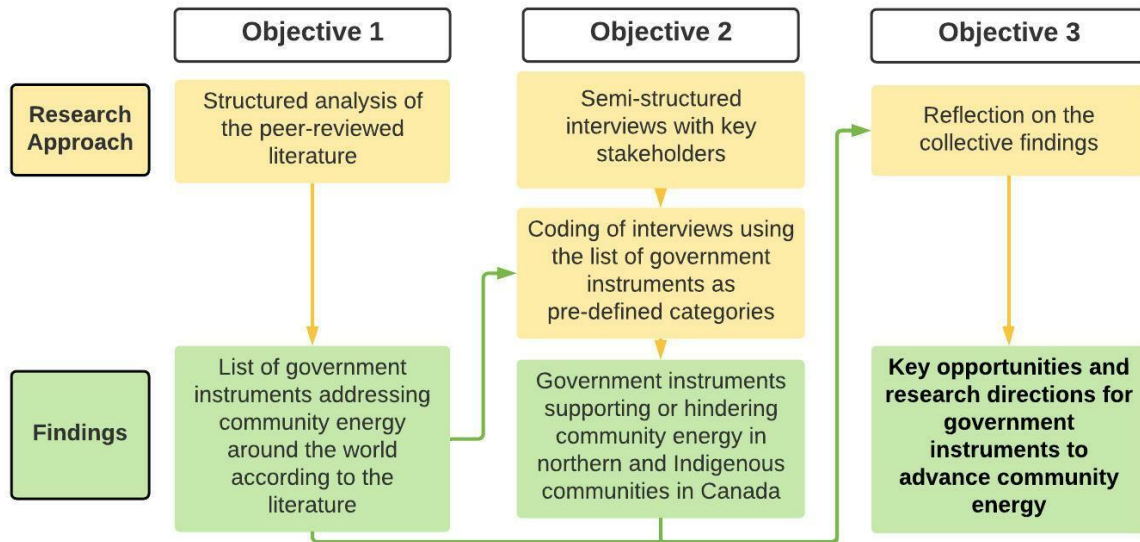 Objective 1
Objective 2
Objective 3
Research
Approach
Structured analysis of
the peer-reviewed
literature
Semi-structured
interviews with key
stakeholders
Reflection on the
collective findings
Coding of interviews using
the list of government
instruments as
pre-defined categories
Findings
List of government
instruments addressing
community energy
around the world
according to the
literature
Government instruments
supporting or hindering
community energy in
northern and Indigenous
communities in Canada
Key opportunities and
research directions for
government
instruments to
advance community
energy